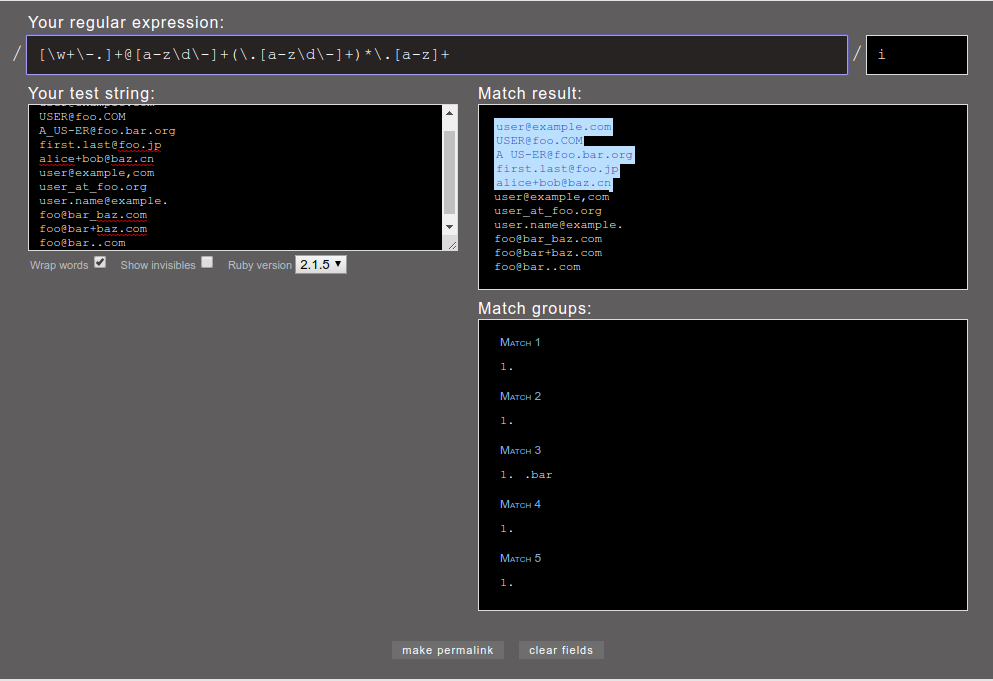 Your regular expression:
/ [\w+\-.]+@[a-z\d\-]+(\.[a-z\d\-]+)*\.[a-z]+ / i
Your test string:
user@example.com
USER@foo.COM
A_US-ER@foo.bar.org
first.last@foo.jp
alice+bob@baz.cn
user@example,com
user_at_foo.org
user.name@example.
foo@bar_baz.com
foo@bar+baz.com
foo@bar..com
Wrap words Show invisibles Ruby version 2.1.5
Match result:
user@example.com
USER@foo.COM
A US-ER@foo.bar.org
first.last@foo.jp
alice+bob@baz.cn
user@example,com
user_at_foo.org
user.name@example.
foo@bar_baz.com
foo@bar+baz.com
foo@bar..com
Match groups:
Match 1
1.
Match 2
1.
Match 3
1. .bar
Match 4
1.
Match 5
1.
make permalink clear fields